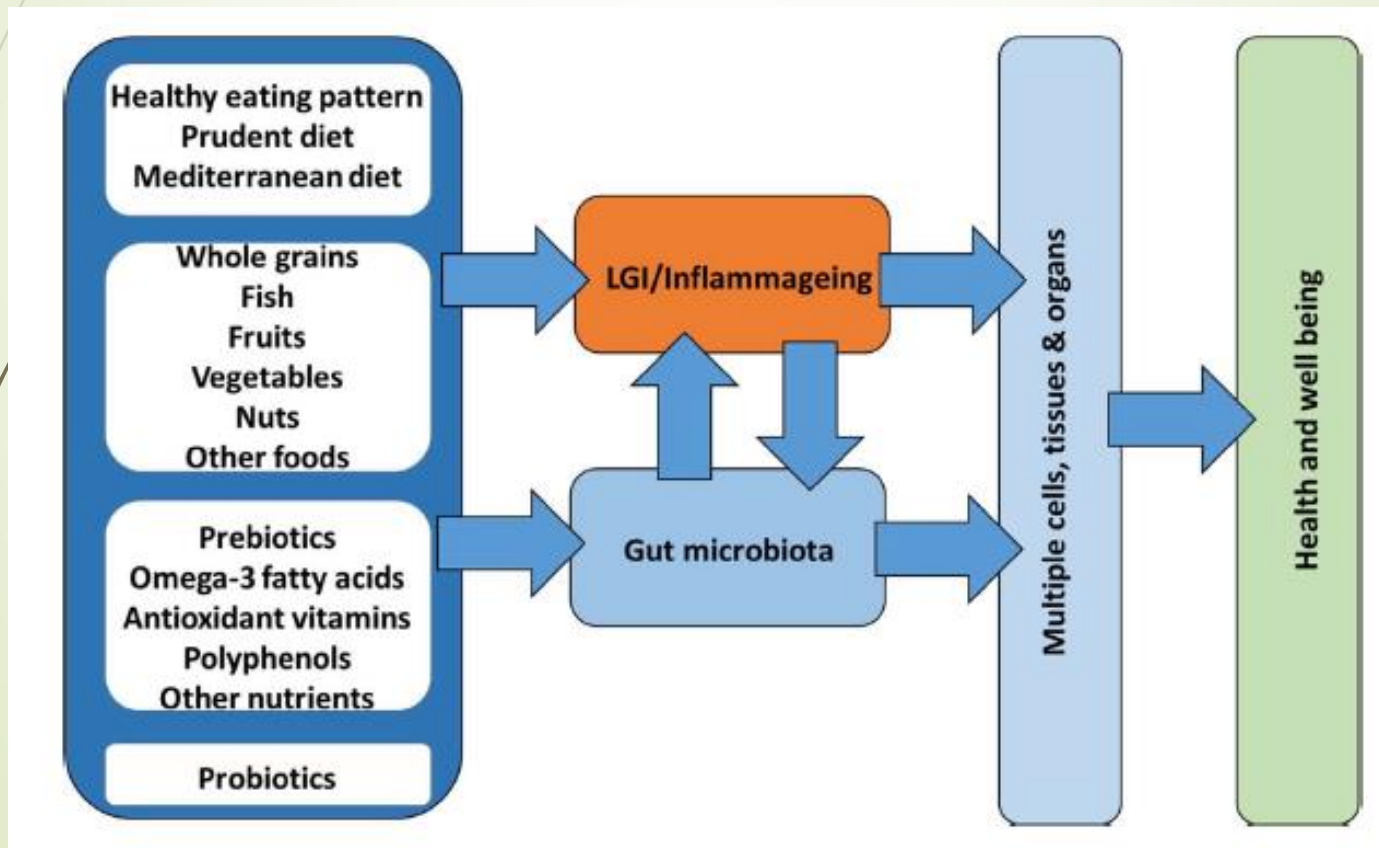 Healthy eating pattern
Prudent diet
Mediterranean diet
Whole grains
Fish
Fruits
Vegetables
Nuts
Other foods
Prebiotics
Omega-3 fatty acids
Antioxidant vitamins
Polyphenols
Other nutrients
Probiotics
LGI/Inflammageing
Gut microbiota
Multiple cells, tissues & organs
Health and well being